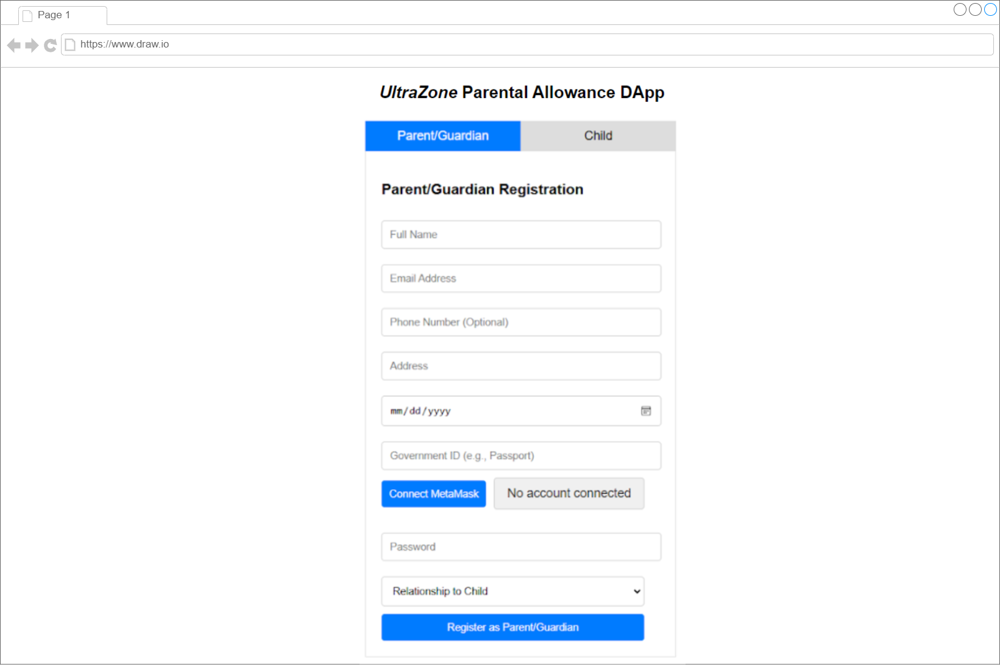 Page 1
https://www.draw.io
UltraZone Parental Allowance DApp
Parent/Guardian
Child
Parent/Guardian Registration
Full Name
Email Address
Phone Number (Optional)
Address
mm/dd/yyyy
Government ID (e.g., Passport)
Connect MetaMask
No account connected
Password
Relationship to Child
Register as Parent/Guardian